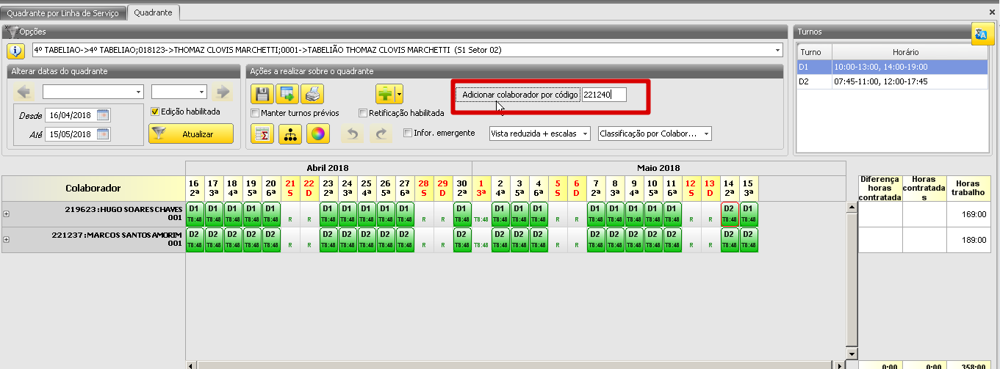 Quadrante por Linha de Serviço Quadrante
Opções
4º TABELIAO->4º TABELIAO;018123->THOMAZ CLOVIS MARCHETTI;0001->TABELIÃO THOMAZ CLOVIS MARCHETTI (S1 Setor 02)
Alterar datas do quadrante
Desde 16/04/2018
Até 15/05/2018
Edição habilitada
Atualizar
Ações a realizar sobre o quadrante
Adicionar colaborador por código 221240
Manter turnos prévios Retificação habilitada
Infor. emergente Vista reduzida + escalas Classificação por Colabor...
Turnos
Turno Horário
D1 10:00-13:00, 14:00-19:00
D2 07:45-11:00, 12:00-17:45
Abril 2018 Maio 2018
Colaborador
16 17 18 19 20 21 22 23 24 25 26 27 28 29 30 1 2 3 4 5 6 7 8 9 10 11 12 13 14 15
2ª 3ª 4ª 5ª 6ª S D 2ª 3ª 4ª 5ª 6ª S D 2ª 3ª 4ª 5ª 6ª S D 2ª 3ª 4ª 5ª 6ª S D 2ª 3ª
Diferença horas contratada
Horas contratadas
Horas trabalho
219623:HUGO SOARES CHAVES
001
D1 D1 D1 D1 D1 D1 D1 D1 D1 D1 D1 D1 D1 D1 D1 D1 D1 D1 D1 D2 D1
T8:48 T8:48 T8:48 T8:48 T8:48 R R T8:48 T8:48 T8:48 T8:48 T8:48 R R T8:48 T8:48 T8:48 T8:48 T8:48 R R T8:48 T8:48 T8:48 T8:48 T8:48 R R T8:48 T8:48
169:00
221237:MARCOS SANTOS AMORIM
001
D2 D2 D2 D2 D2 D2 D2 D2 D2 D2 D2 D2 D2 D2 D2 D2 D2 D2 D2 D2 D2
T8:48 T8:48 T8:48 T8:48 T8:48 R R T8:48 T8:48 T8:48 T8:48 T8:48 R R T8:48 T8:48 T8:48 T8:48 T8:48 R R T8:48 T8:48 T8:48 T8:48 T8:48 R R T8:48 T8:48
189:00
0:00 0:00 358:00